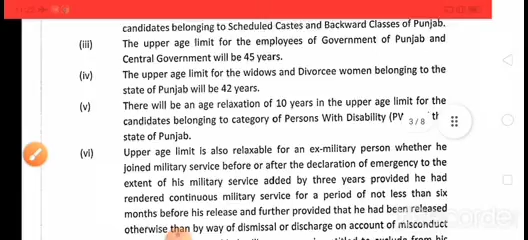 candidates belonging to Scheduled Castes and Backward Classes of Punjab.
(iii) The upper age limit for the employees of Government of Punjab and
Central Government will be 45 years.
(iv) The upper age limit for the widows and Divorcee women belonging to the
state of Punjab will be 42 years.
(v) There will be an age relaxation of 10 years in the upper age limit for the
candidates belonging to category of Persons With Disability
3/8
state of Punjab.
(vi) Upper age limit is also relaxable for an ex-military person whether he
joined military service before or after the declaration of emergency to the
extent of his military service added by three years provided he had
rendered continuous military service for a period of not less than six
months before his release and further provided that he had been released
otherwise than by way of dismissal or discharge on account of misconduct